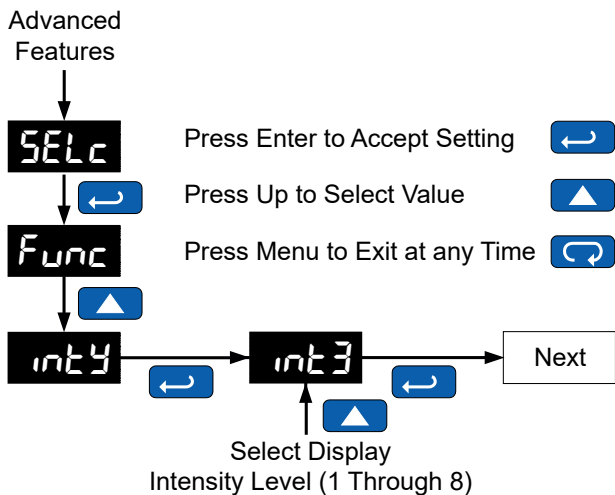 Advanced
Features
SELc
Press Enter to Accept Setting
Press Up to Select Value
Func
Press Menu to Exit at any Time
intY
int3
Next
Select Display
Intensity Level (1 Through 8)